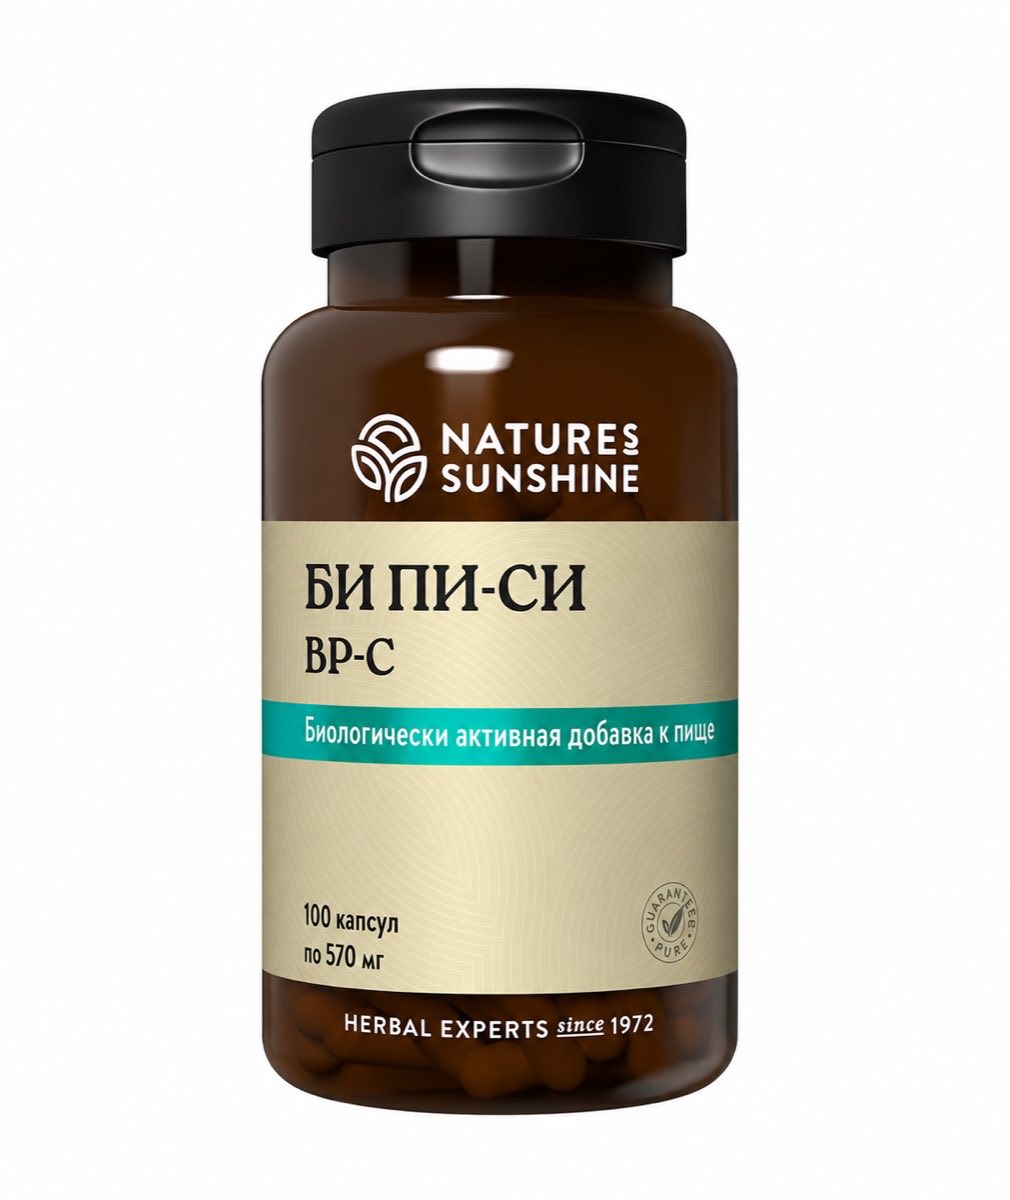 NATURES
SUNSHINE
БИ ПИ-СИ
BP-C
Биологически активная добавка к пище
100 капсул
по 570 мг
GUARANTEED
PURE
HERBAL EXPERTS since 1972